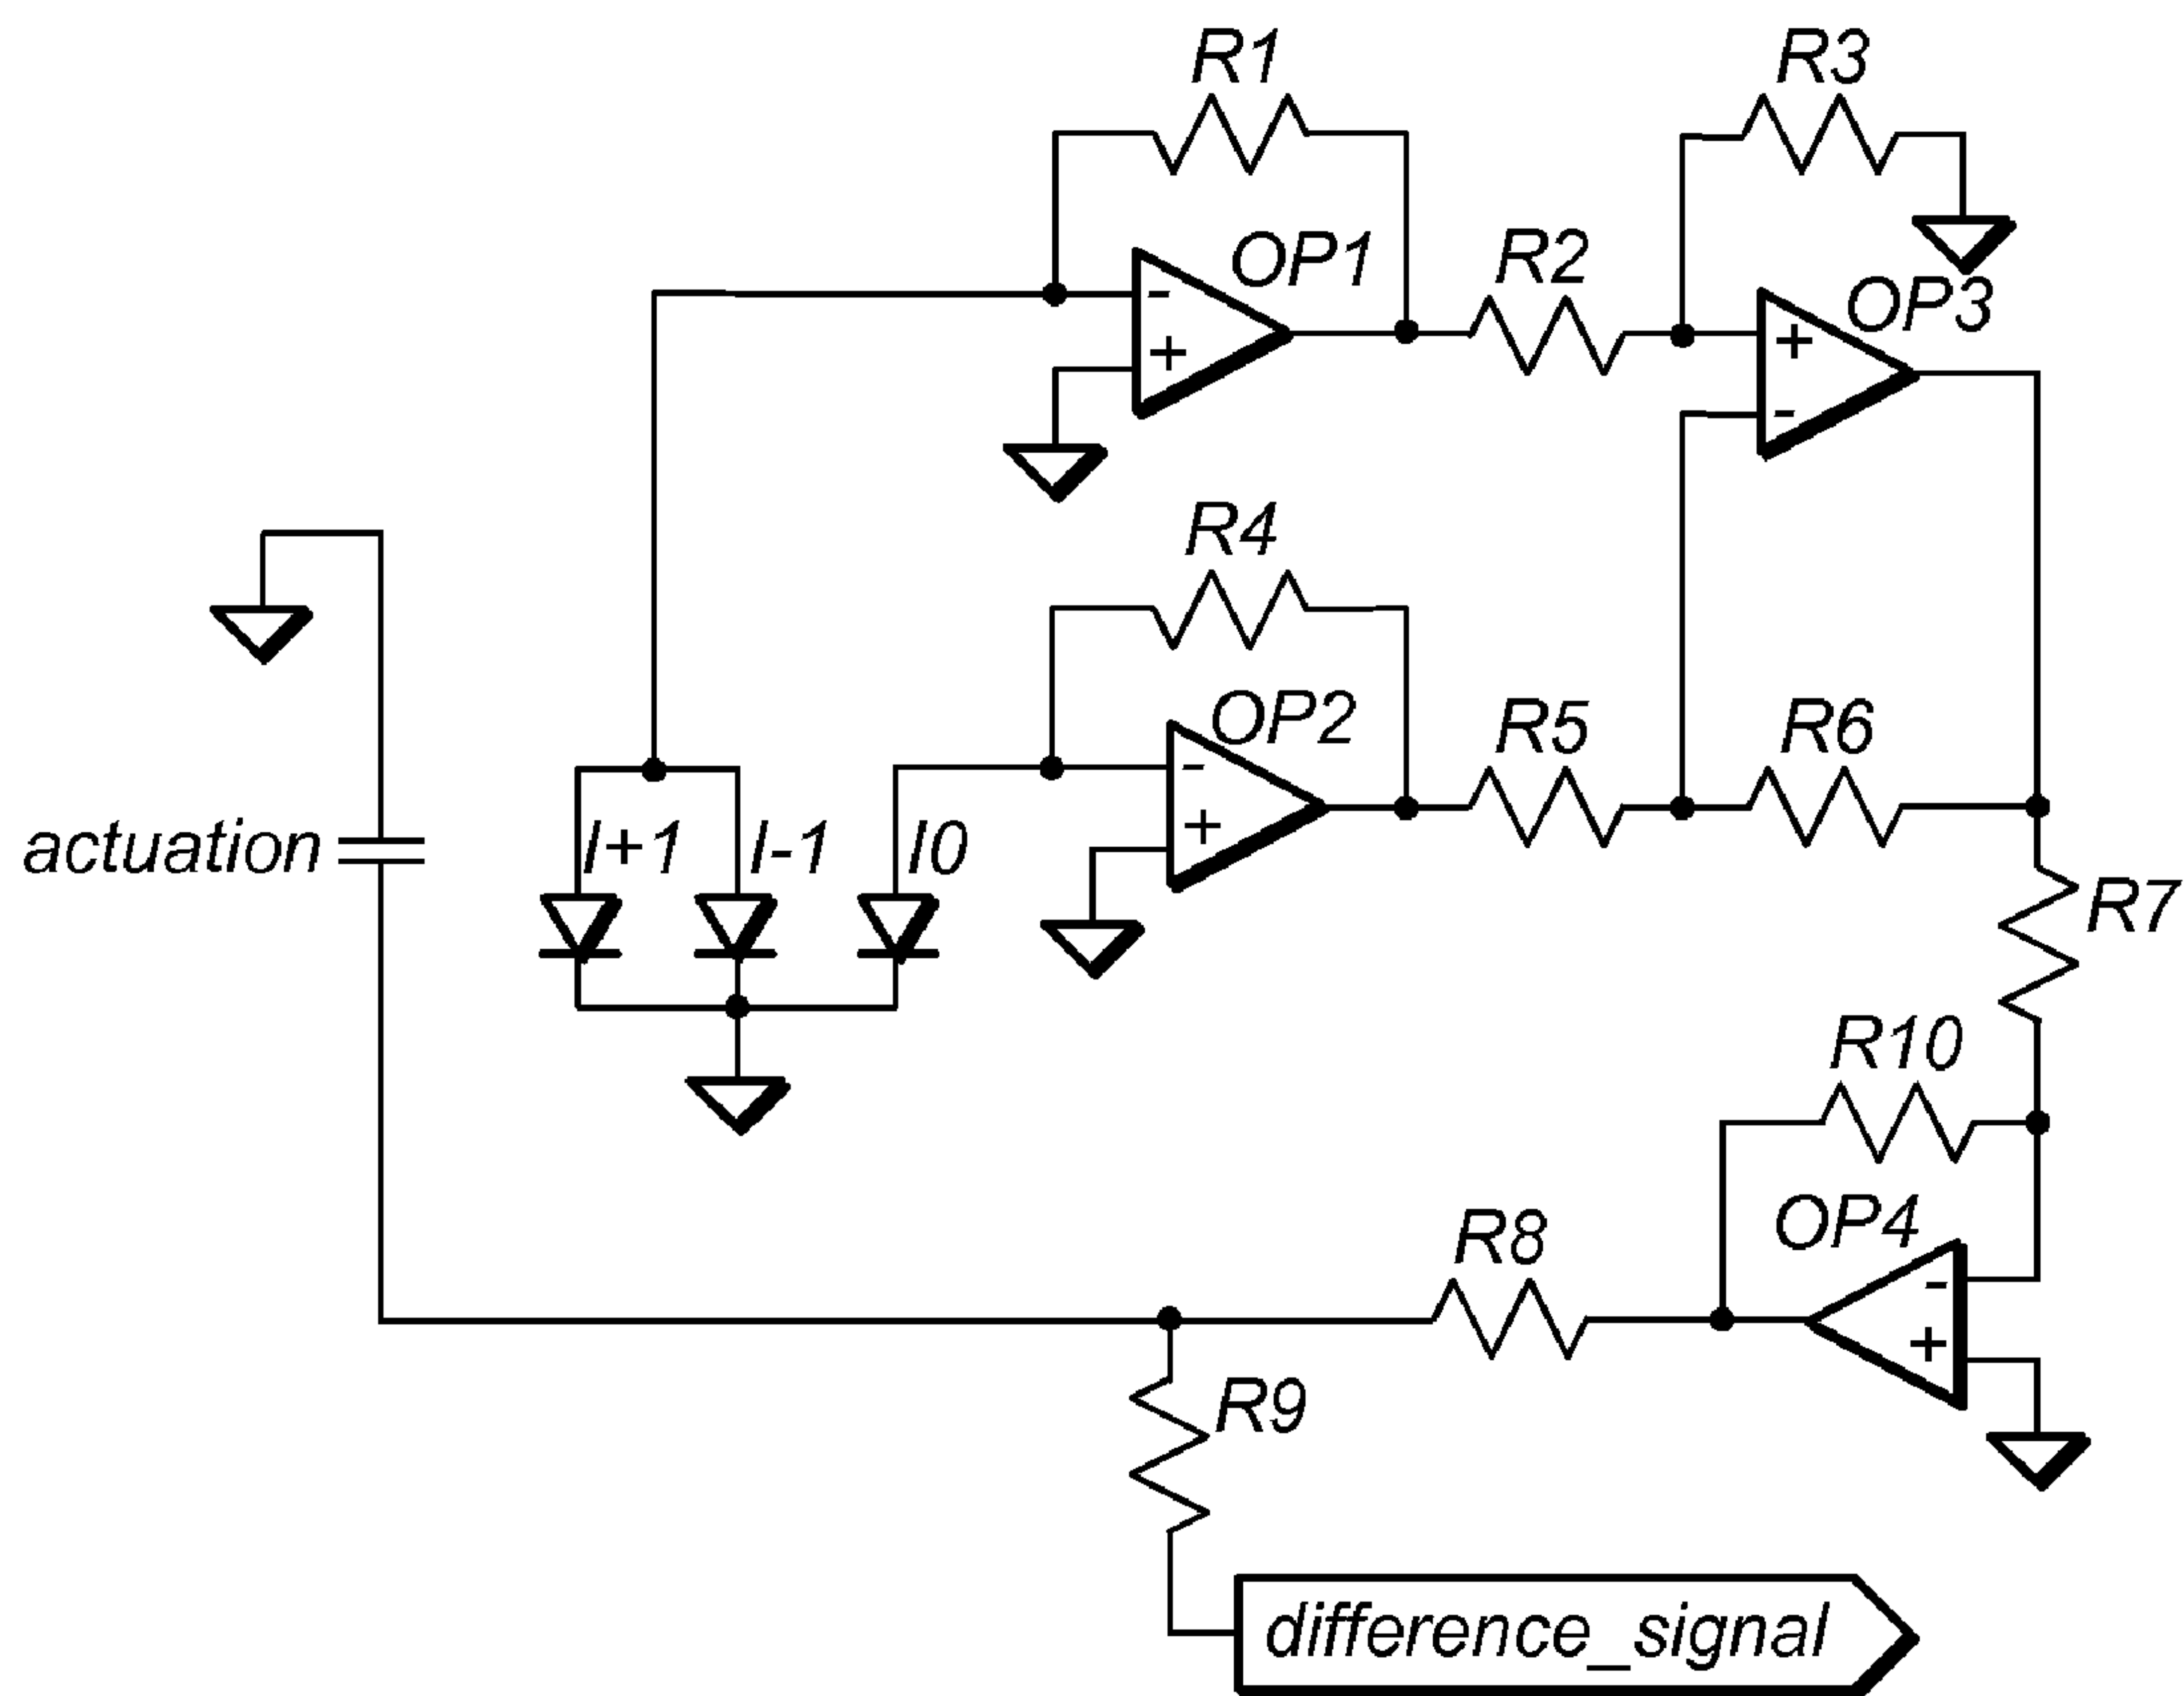 R1
R3
OP1
R2
OP3
-
+
+
-
R4
OP2
R5
R6
actuation
I+1
I-1
I0
-
+
R7
R10
OP4
R8
-
+
R9
difference_signal